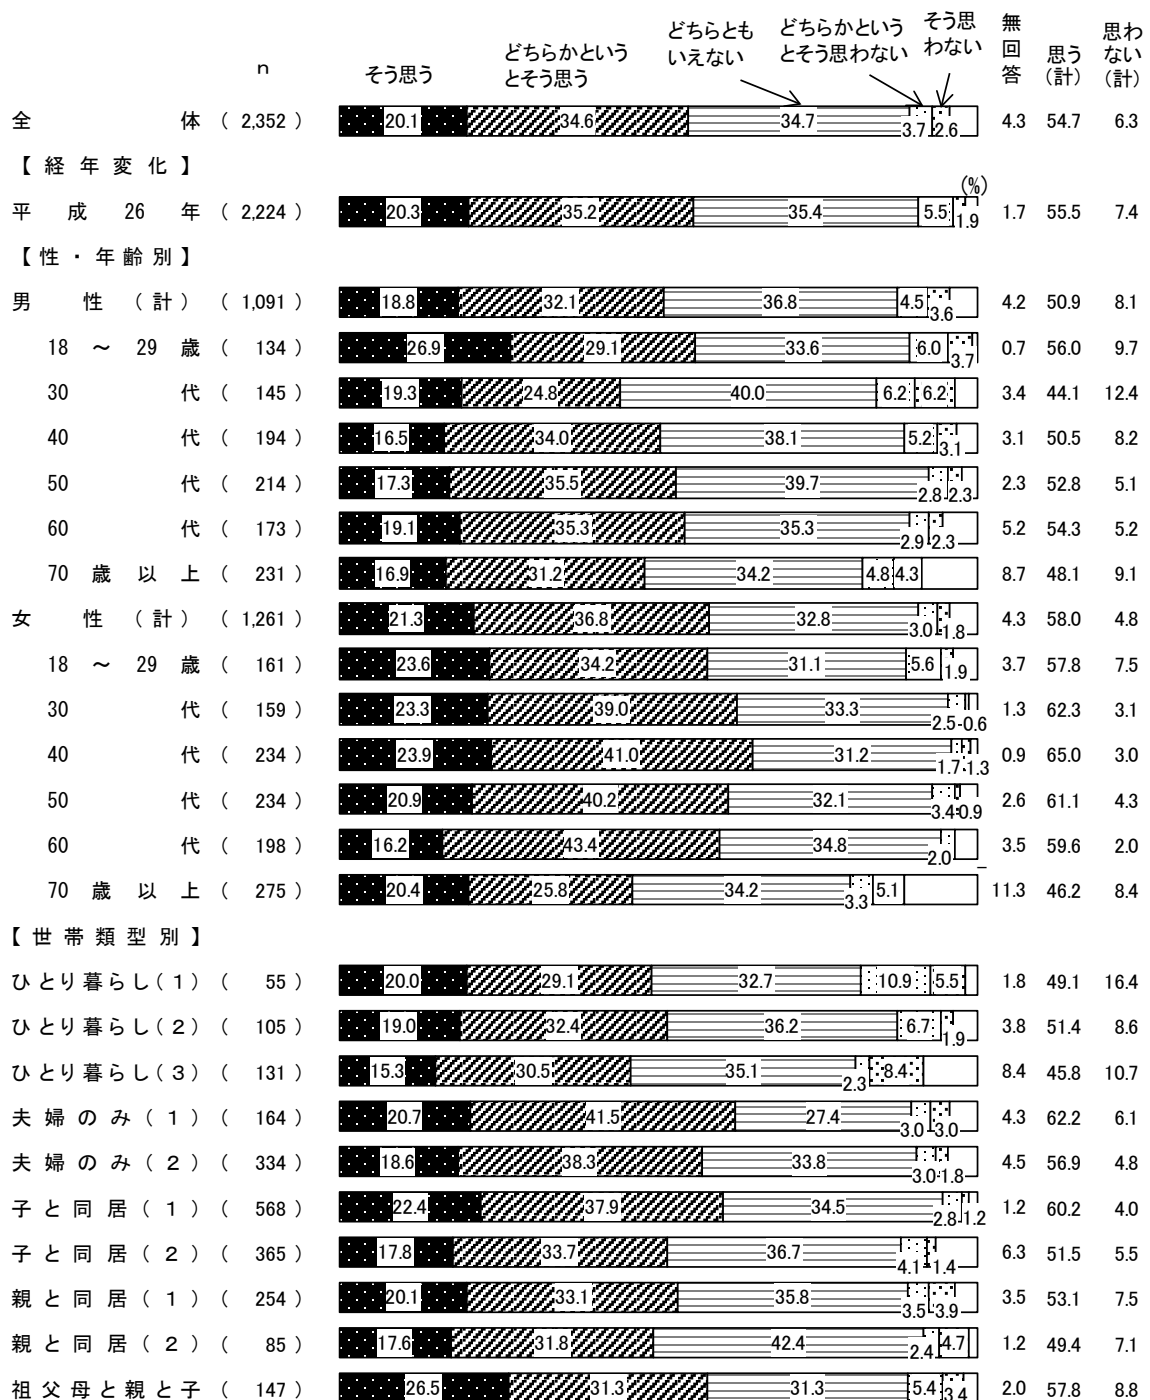 n そう思う どちらかというとそう思う どちらともいえない どちらかというとそう思わない そう思わない 無回答 思う(計) 思わない(計)
全体 ( 2,352 ) 20.1 34.6 34.7 3.7 2.6 4.3 54.7 6.3
【経年変化】
(%)
平成26年 ( 2,224 ) 20.3 35.2 35.4 5.5 1.9 1.7 55.5 7.4
【性・年齢別】
男性(計) ( 1,091 ) 18.8 32.1 36.8 4.5 3.6 4.2 50.9 8.1
18~29歳 ( 134 ) 26.9 29.1 33.6 6.0 3.7 0.7 56.0 9.7
30代 ( 145 ) 19.3 24.8 40.0 6.2 6.2 3.4 44.1 12.4
40代 ( 194 ) 16.5 34.0 38.1 5.2 3.1 3.1 50.5 8.2
50代 ( 214 ) 17.3 35.5 39.7 2.8 2.3 2.3 52.8 5.1
60代 ( 173 ) 19.1 35.3 35.3 2.9 2.3 5.2 54.3 5.2
70歳以上 ( 231 ) 16.9 31.2 34.2 4.8 4.3 8.7 48.1 9.1
女性(計) ( 1,261 ) 21.3 36.8 32.8 3.0 1.8 4.3 58.0 4.8
18~29歳 ( 161 ) 23.6 34.2 31.1 5.6 1.9 3.7 57.8 7.5
30代 ( 159 ) 23.3 39.0 33.3 2.5 0.6 1.3 62.3 3.1
40代 ( 234 ) 23.9 41.0 31.2 1.7 1.3 0.9 65.0 3.0
50代 ( 234 ) 20.9 40.2 32.1 3.4 0.9 2.6 61.1 4.3
60代 ( 198 ) 16.2 43.4 34.8 2.0 - 3.5 59.6 2.0
70歳以上 ( 275 ) 20.4 25.8 34.2 3.3 5.1 11.3 46.2 8.4
【世帯類型別】
ひとり暮らし(1) ( 55 ) 20.0 29.1 32.7 10.9 5.5 1.8 49.1 16.4
ひとり暮らし(2) ( 105 ) 19.0 32.4 36.2 6.7 1.9 3.8 51.4 8.6
ひとり暮らし(3) ( 131 ) 15.3 30.5 35.1 2.3 8.4 8.4 45.8 10.7
夫婦のみ(1) ( 164 ) 20.7 41.5 27.4 3.0 3.0 4.3 62.2 6.1
夫婦のみ(2) ( 334 ) 18.6 38.3 33.8 3.0 1.8 4.5 56.9 4.8
子と同居(1) ( 568 ) 22.4 37.9 34.5 2.8 1.2 1.2 60.2 4.0
子と同居(2) ( 365 ) 17.8 33.7 36.7 4.1 1.4 6.3 51.5 5.5
親と同居(1) ( 254 ) 20.1 33.1 35.8 3.5 3.9 3.5 53.1 7.5
親と同居(2) ( 85 ) 17.6 31.8 42.4 2.4 4.7 1.2 49.4 7.1
祖父母と親と子 ( 147 ) 26.5 31.3 31.3 5.4 3.4 2.0 57.8 8.8